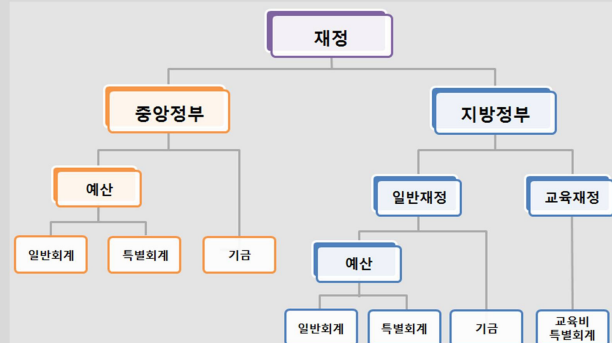 재정
중앙정부
지방정부
예산
일반재정
교육재정
일반회계
특별회계
기금
예산
일반회계
특별회계
기금
교육비
특별회계